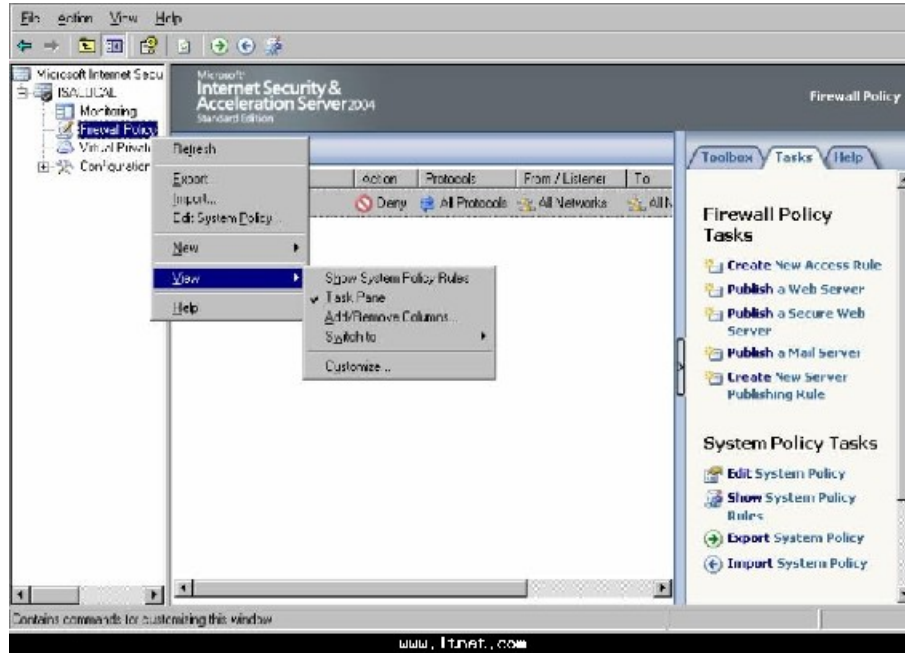 File Action View Help
Microsoft Internet Secu
ISALOCAL
Monitoring
Firewall Policy
Virtual Privat
Configuration
Microsoft
Internet Security &
Acceleration Server 2004
Standard Edition
Firewall Policy
Refresh
Export
Import...
Edit System Policy...
New
View
Help
Show System Policy Rules
Task Pane
Add/Remove Columns...
Switch to
Customize...
Action Protocols From / Listener To
Deny All Protocols All Networks All N
Toolbox Tasks Help
Firewall Policy
Tasks
Create New Access Rule
Publish a Web Server
Publish a Secure Web
Server
Publish a Mail Server
Create New Server
Publishing Rule
System Policy Tasks
Edit System Policy
Show System Policy
Rules
Export System Policy
Import System Policy
Contains commands for customizing this window